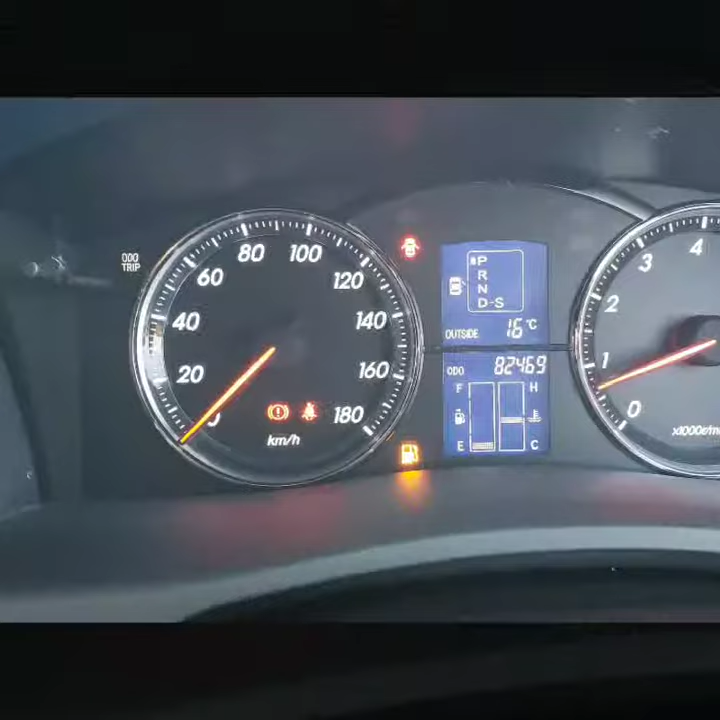 ODO
TRIP
0
20
40
60
80
100
120
140
160
180
km/h
P
R
N
D-S
OUTSIDE 16°C
ODO 82469
F H
E C
0
1
2
3
4
x1000r/m